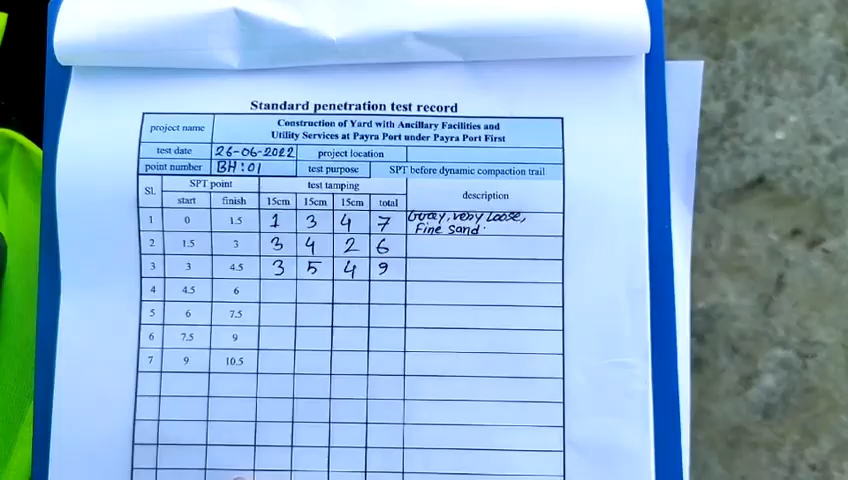 Standard penetration test record
project name Construction of Yard with Ancillary Facilities and
Utility Services at Payra Port under Payra Port First
test date 26-06-2022 project location
point number BH:01 test purpose SPT before dynamic compaction trail
SL SPT point test tamping description
start finish 15cm 15cm 15cm total
1 0 1.5 1 3 4 7 Gray, very Loose,
Fine Sand.
2 1.5 3 3 4 2 6
3 3 4.5 3 5 4 9
4 4.5 6
5 6 7.5
6 7.5 9
7 9 10.5